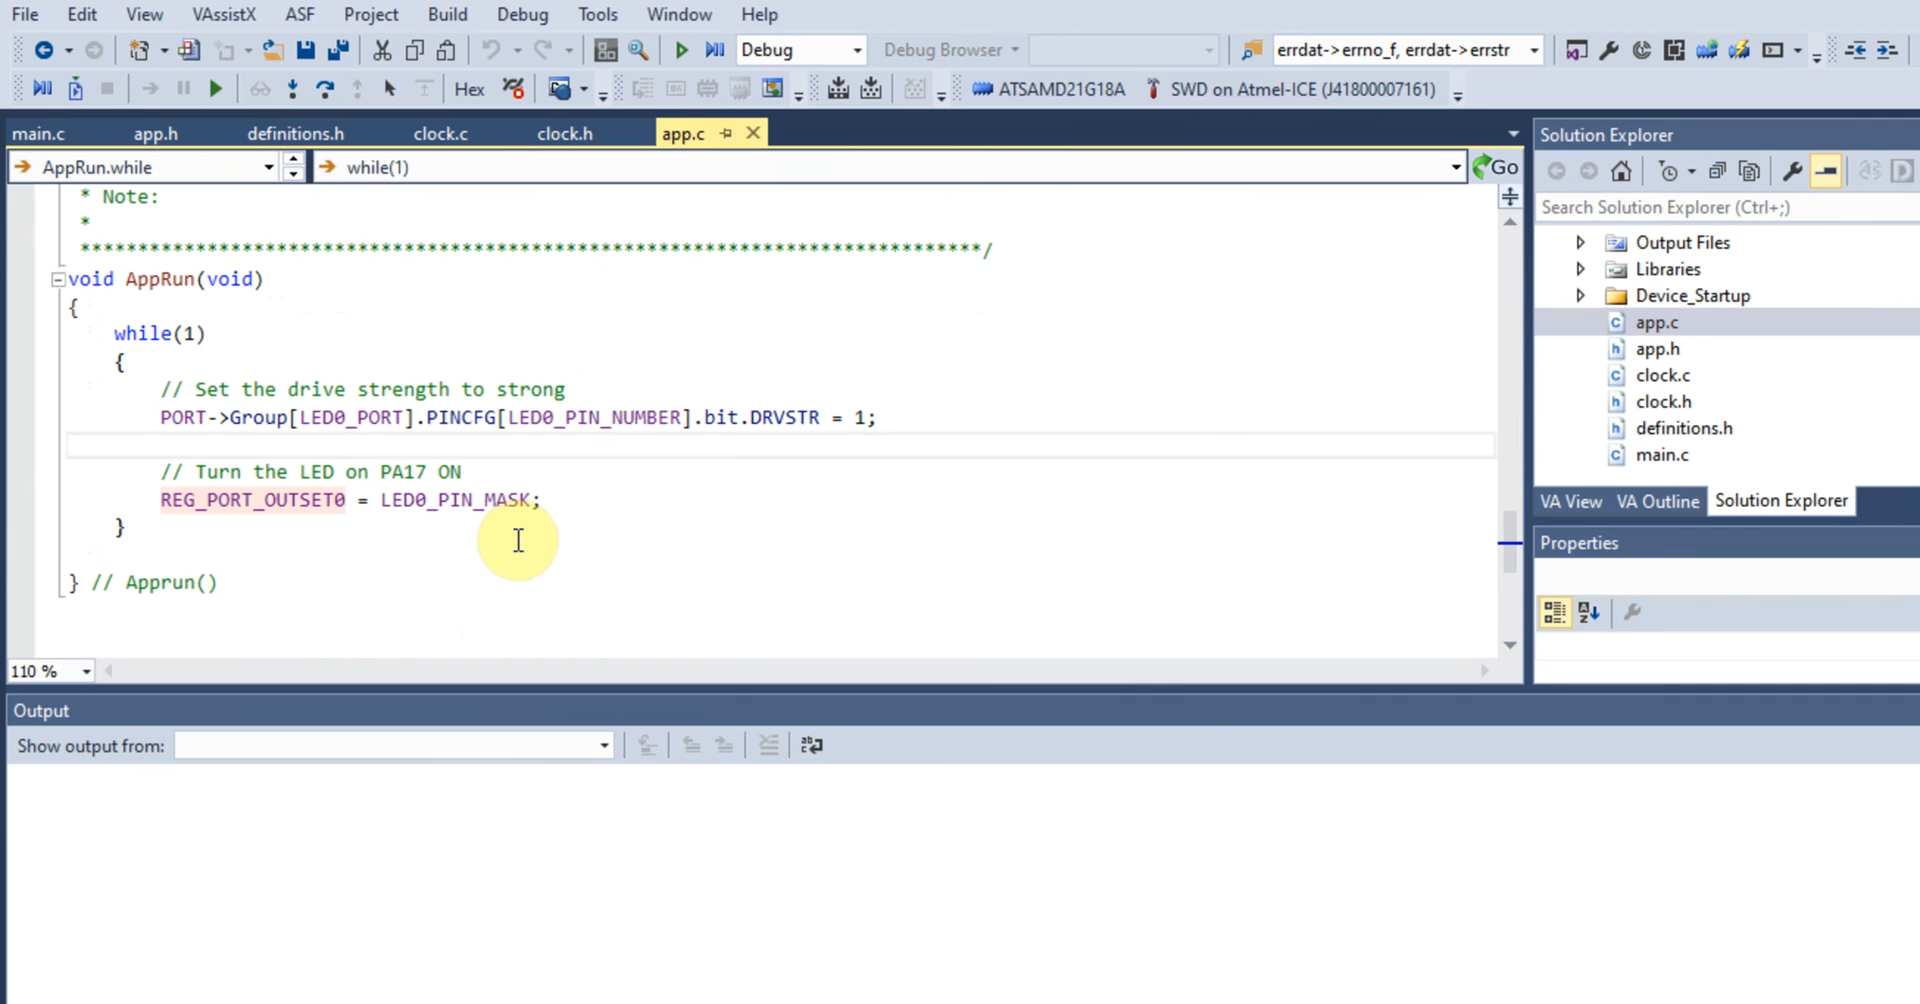 File Edit View VAssistX ASF Project Build Debug Tools Window Help
Debug Debug Browser errdat->errno_f, errdat->errstr
Hex ATSAMD21G18A SWD on Atmel-ICE (J41800007161)
main.c app.h definitions.h clock.c clock.h app.c
AppRun.while while(1) Go
* Note:
*
******************************************************************************/
void AppRun(void)
{
while(1)
{
// Set the drive strength to strong
PORT->Group[LED0_PORT].PINCFG[LED0_PIN_NUMBER].bit.DRVSTR = 1;
// Turn the LED on PA17 ON
REG_PORT_OUTSET0 = LED0_PIN_MASK;
}
} // Apprun()
110 %
Solution Explorer
Search Solution Explorer (Ctrl+;)
Output Files
Libraries
Device_Startup
app.c
app.h
clock.c
clock.h
definitions.h
main.c
VA View VA Outline Solution Explorer
Properties
Output
Show output from: